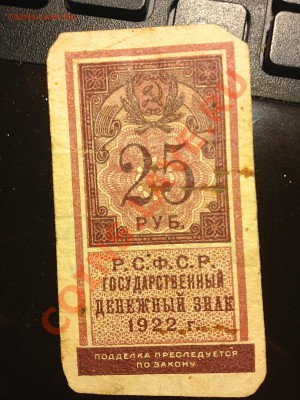 25
РУБ.
Р.С.Ф.С.Р.
ГОСУДАРСТВЕННЫЙ
ДЕНЕЖНЫЙ ЗНАК
1922 г.
ПОДДЕЛКА ПРЕСЛЕДУЕТСЯ
ПО ЗАКОНУ